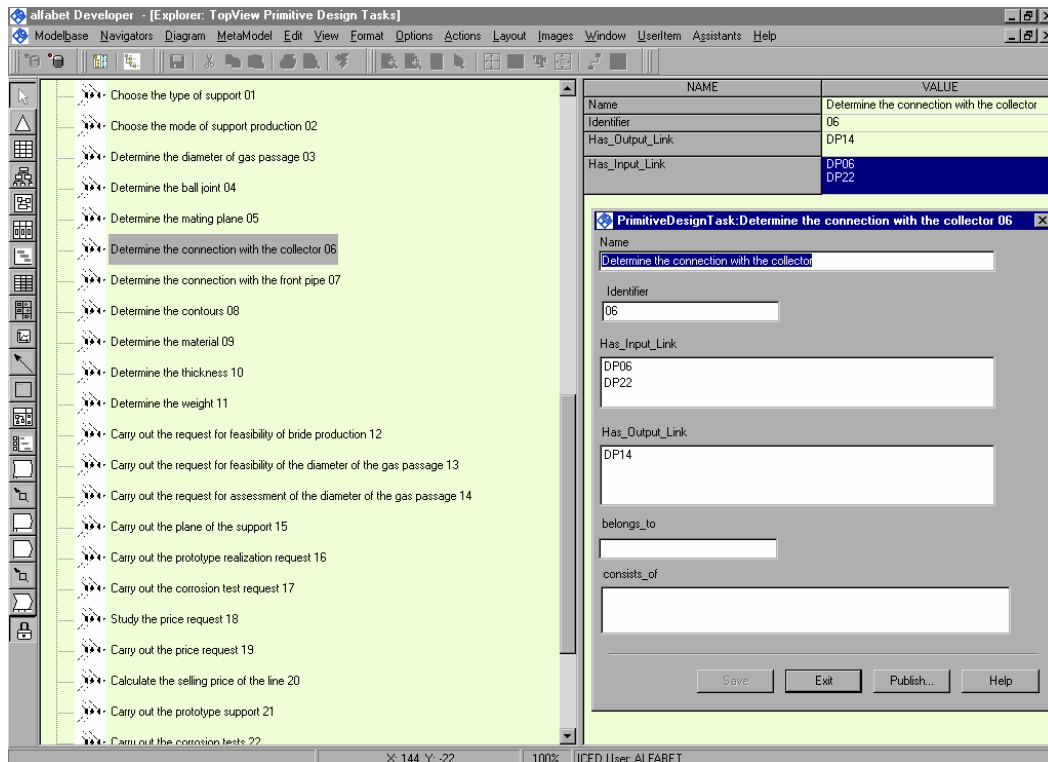 alfabet Developer - [Explorer: TopView Primitive Design Tasks]
Modelbase Navigators Diagram MetaModel Edit View Format Options Actions Layout Images Window UserItem Assistants Help
Choose the type of support 01
Choose the mode of support production 02
Determine the diameter of gas passage 03
Determine the ball joint 04
Determine the mating plane 05
Determine the connection with the collector 06
Determine the connection with the front pipe 07
Determine the contours 08
Determine the material 09
Determine the thickness 10
Determine the weight 11
Carry out the request for feasibility of bride production 12
Carry out the request for feasibility of the diameter of the gas passage 13
Carry out the request for assessment of the diameter of the gas passage 14
Carry out the plane of the support 15
Carry out the prototype realization request 16
Carry out the corrosion test request 17
Study the price request 18
Carry out the price request 19
Calculate the selling price of the line 20
Carry out the prototype support 21
Carry out the corrosion tests 22
NAME VALUE
Name Determine the connection with the collector
Identifier 06
Has_Output_Link DP14
Has_Input_Link DP06
DP22
PrimitiveDesignTask:Determine the connection with the collector 06
Name
Determine the connection with the collector
Identifier
06
Has_Input_Link
DP06
DP22
Has_Output_Link
DP14
belongs_to
consists_of
Save Exit Publish... Help
X: 144 Y: -22 100% ICED User: ALFABET